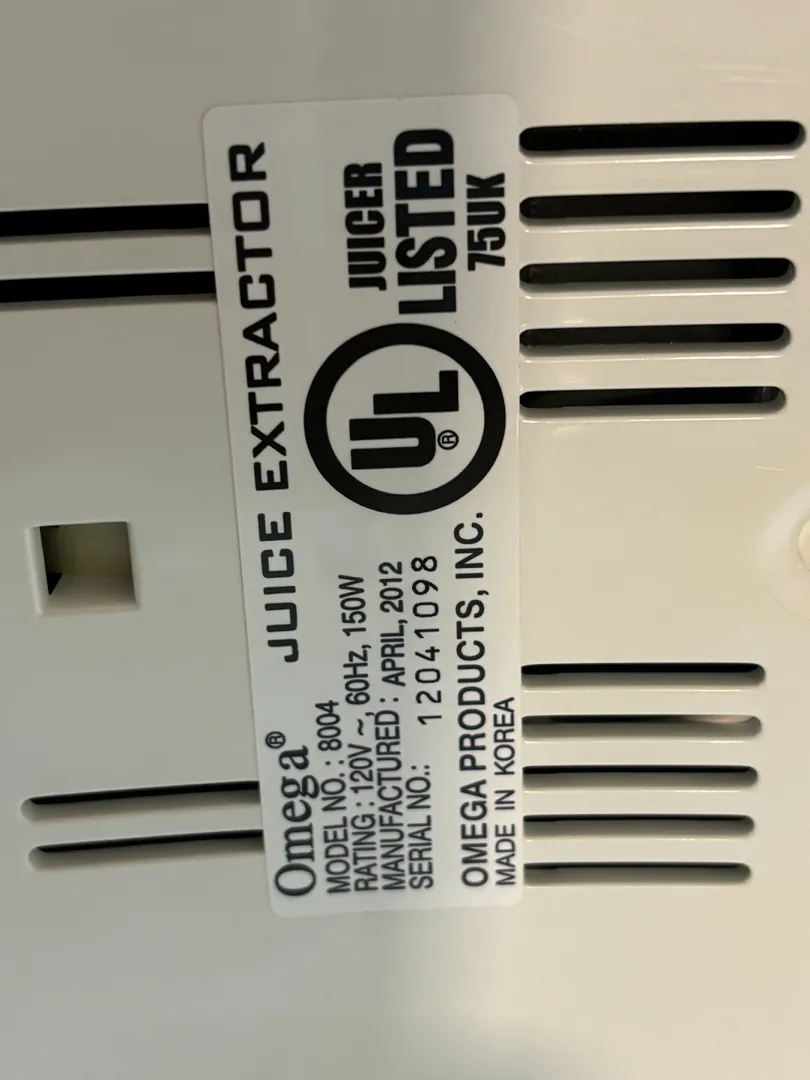 Omega® JUICE EXTRACTOR
MODEL NO.: 8004
RATING : 120V ~, 60Hz, 150W
MANUFACTURED : APRIL, 2012
SERIAL NO.: 12041098
OMEGA PRODUCTS, INC.
MADE IN KOREA
UL®
JUICER
LISTED
75UK